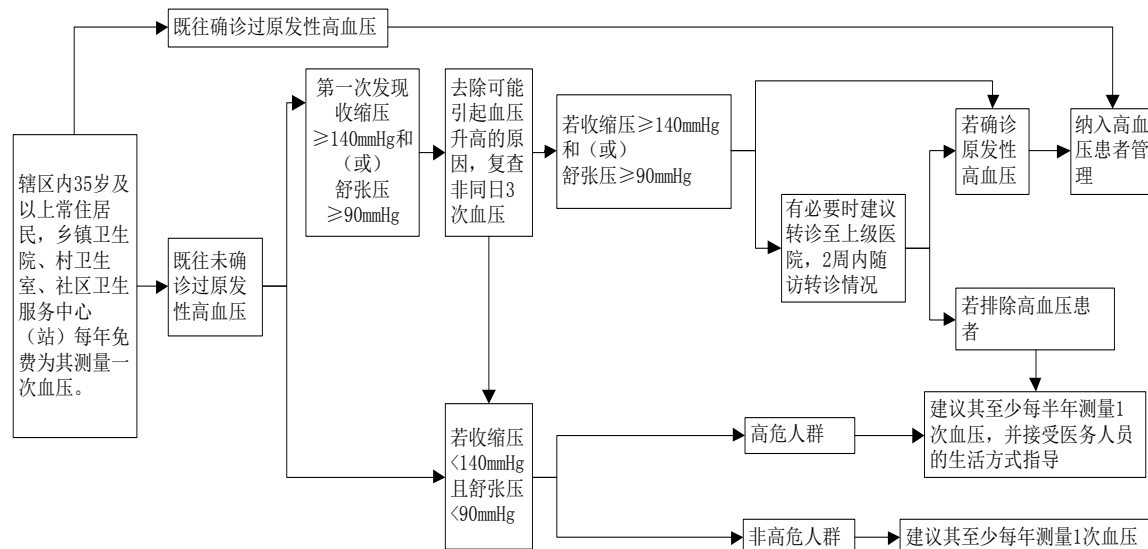 既往确诊过原发性高血压
辖区内35岁及
以上常住居
民，乡镇卫生
院、村卫生
室、社区卫生
服务中心
（站）每年免
费为其测量一
次血压。
既往未确
诊过原发
性高血压
第一次发现
收缩压
≥140mmHg和
（或）
舒张压
≥90mmHg
去除可能
引起血压
升高的原
因，复查
非同日3
次血压
若收缩压≥140mmHg
和（或）
舒张压≥90mmHg
若确诊
原发性
高血压
纳入高血
压患者管
理
有必要时建议
转诊至上级医
院，2周内随
访转诊情况
若排除高血压患
者
若收缩压
<140mmHg
且舒张压
<90mmHg
高危人群
建议其至少每半年测量1
次血压，并接受医务人员
的生活方式指导
非高危人群
建议其至少每年测量1次血压